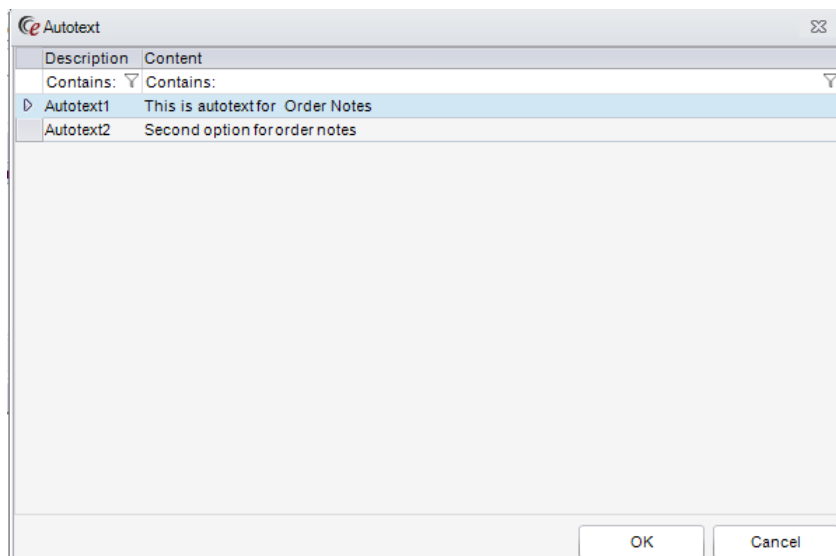 Ce Autotext
Description Content
Contains: Contains:
Autotext1 This is autotext for Order Notes
Autotext2 Second option for order notes
OK Cancel